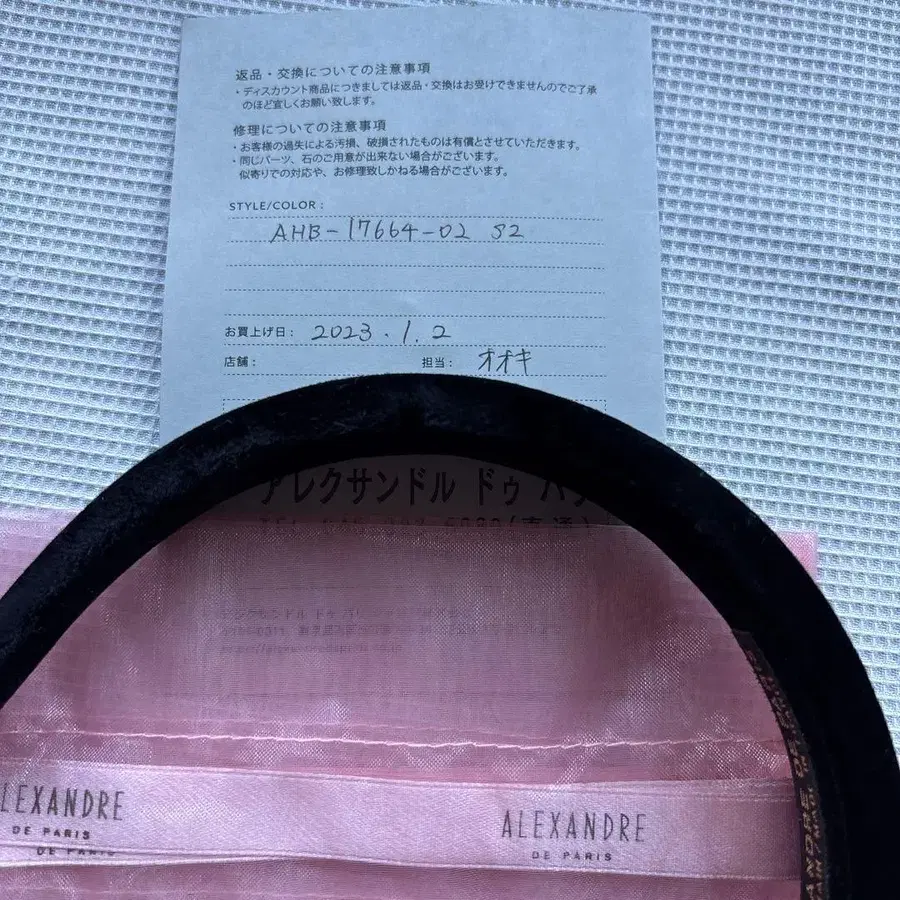 返品・交換についての注意事項
・ディスカウント商品につきましては返品・交換はお受けできませんのでご了承
のほど宜しくお願い致します。
修理についての注意事項
・お客様の過失による汚損、破損されたものは有償とさせていただきます。
・同じパーツ、石のご用意が出来ない場合がございます。
似寄りでの対応や、お修理致しかねる場合がございます。
STYLE/COLOR :
AHB-17664-02 S2
お買上げ日: 2023.1.2
店舗: 担当: オオキ
アレクサンドル ドゥ パリ
LEXANDRE
DE PARIS
DE PARIS
ALEXANDRE
DE PARIS